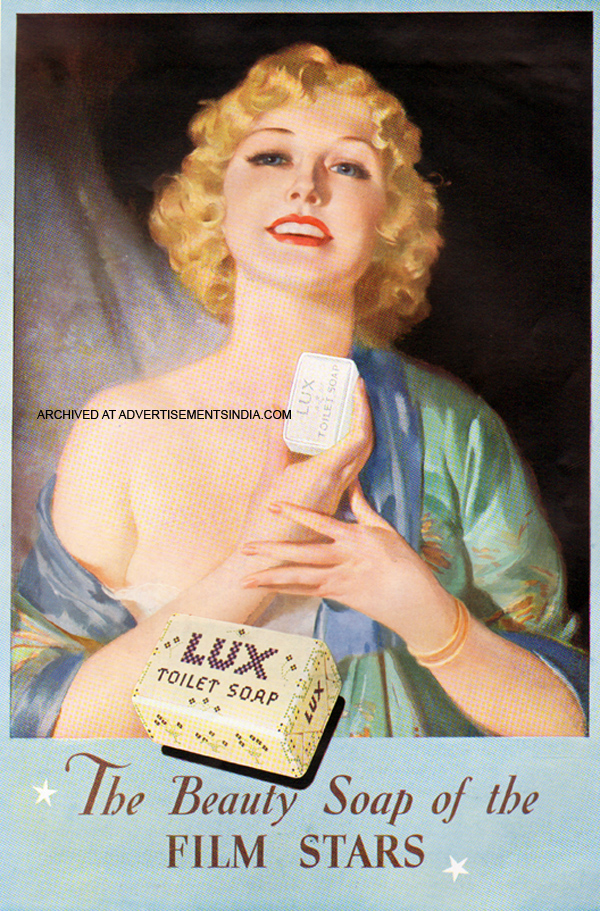 LUX
TOILET SOAP
ARCHIVED AT ADVERTISEMENTSINDIA.COM
LUX
TOILET SOAP
LUX
The Beauty Soap of the
FILM STARS